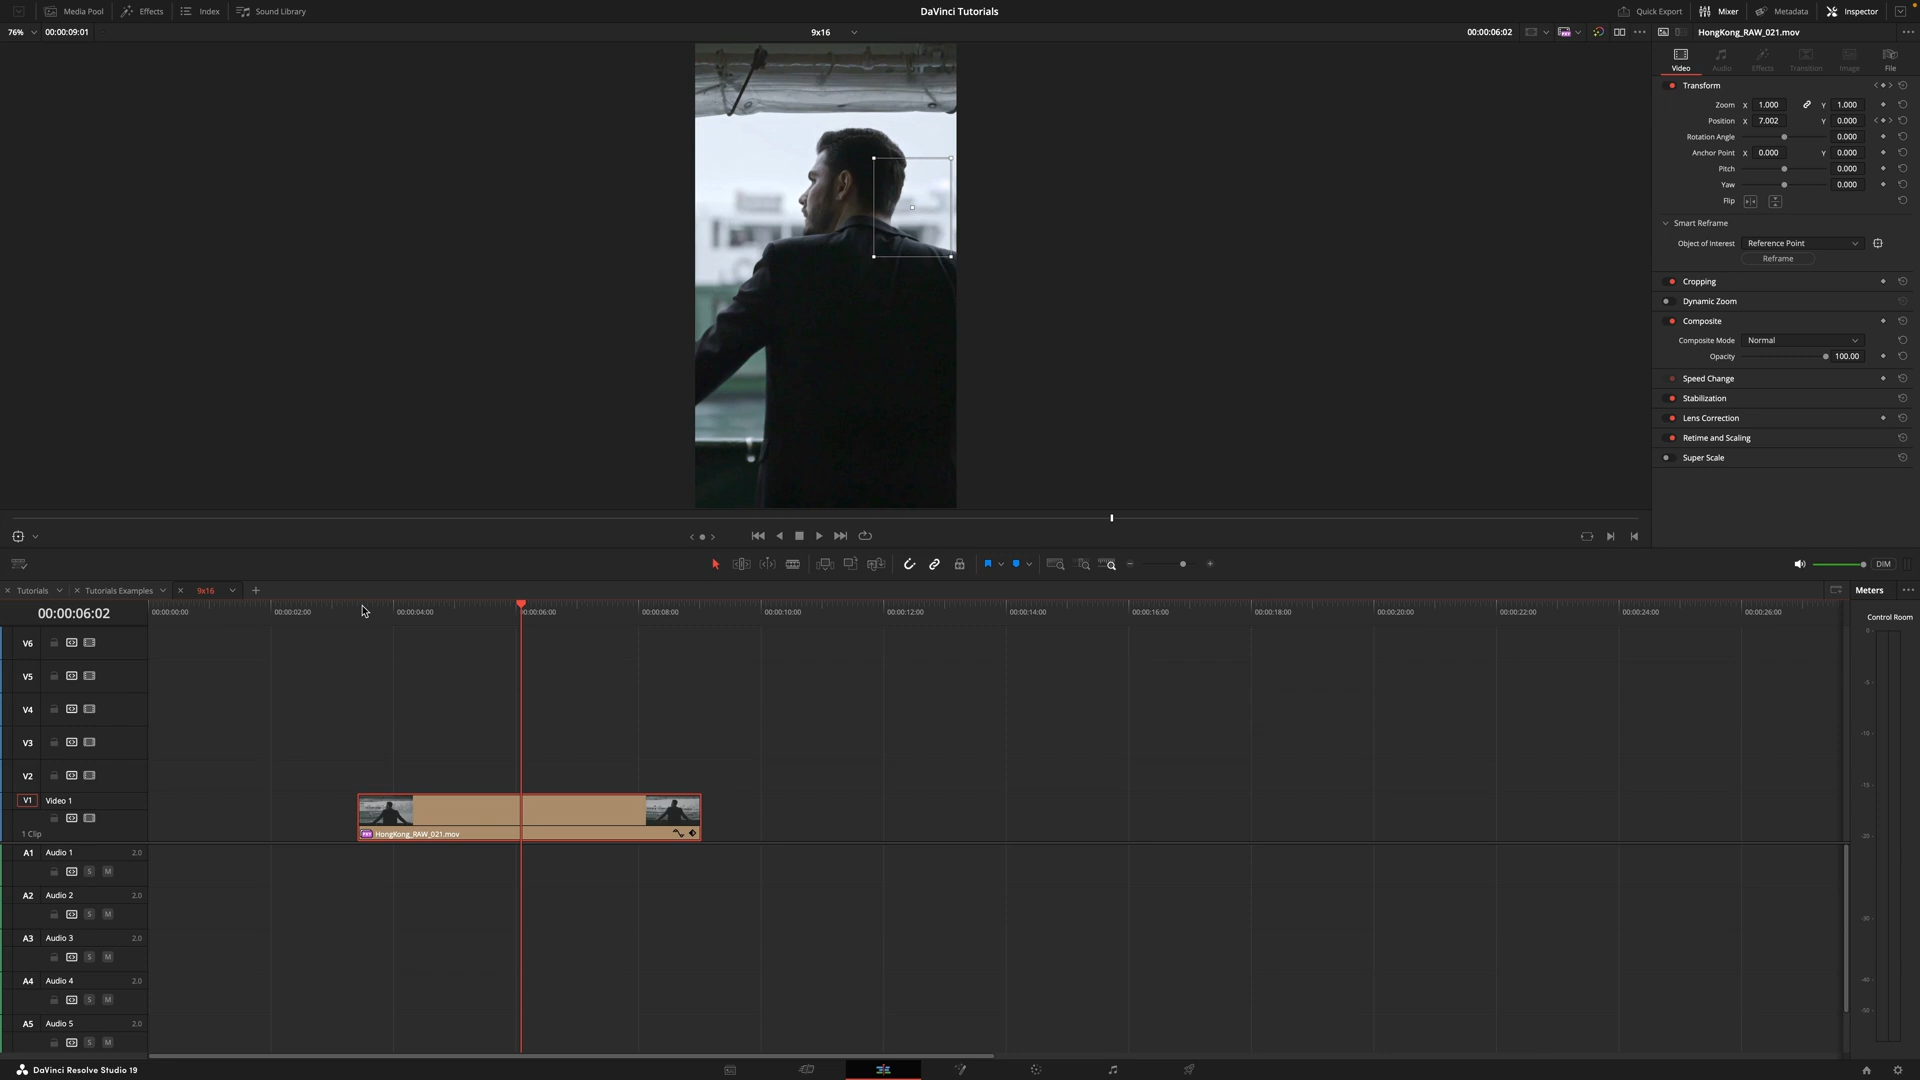 Media Pool Effects Index Sound Library DaVinci Tutorials Quick Export Mixer Metadata Inspector
76% 00:00:09:01 9x16 00:00:06:02 HongKong_RAW_021.mov
Video Audio Effects Transition Image File
Transform
Zoom X 1.000 Y 1.000
Position X 7.002 Y 0.000
Rotation Angle 0.000
Anchor Point X 0.000 Y 0.000
Pitch 0.000
Yaw 0.000
Flip
Smart Reframe
Object of Interest Reference Point
Reframe
Cropping
Dynamic Zoom
Composite
Composite Mode Normal
Opacity 100.00
Speed Change
Stabilization
Lens Correction
Retime and Scaling
Super Scale
DIM
Tutorials Tutorials Examples 9x16 Meters
00:00:06:02 00:00:00:00 00:00:02:00 00:00:04:00 00:00:06:00 00:00:08:00 00:00:10:00 00:00:12:00 00:00:14:00 00:00:16:00 00:00:18:00 00:00:20:00 00:00:22:00 00:00:24:00 00:00:26:00
Control Room
0
-5
-10
-15
-20
-30
-40
-50
V6
V5
V4
V3
V2
V1 Video 1
1 Clip HongKong_RAW_021.mov
A1 Audio 1 2.0
S M
A2 Audio 2 2.0
S M
A3 Audio 3 2.0
S M
A4 Audio 4 2.0
S M
A5 Audio 5 2.0
S M
DaVinci Resolve Studio 19